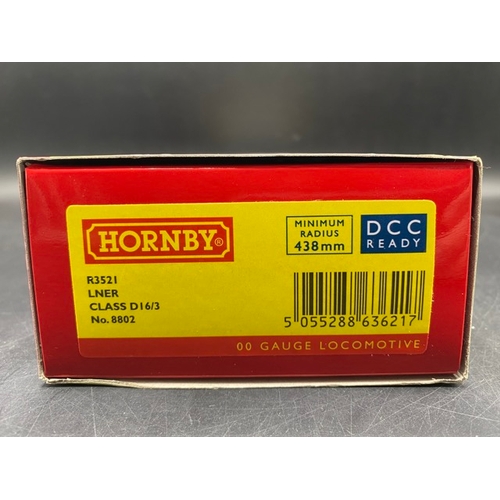 HORNBY®
R3521
LNER
CLASS D16/3
No. 8802
MINIMUM
RADIUS
438mm
DCC
READY
5 055288 636217
00 GAUGE LOCOMOTIVE